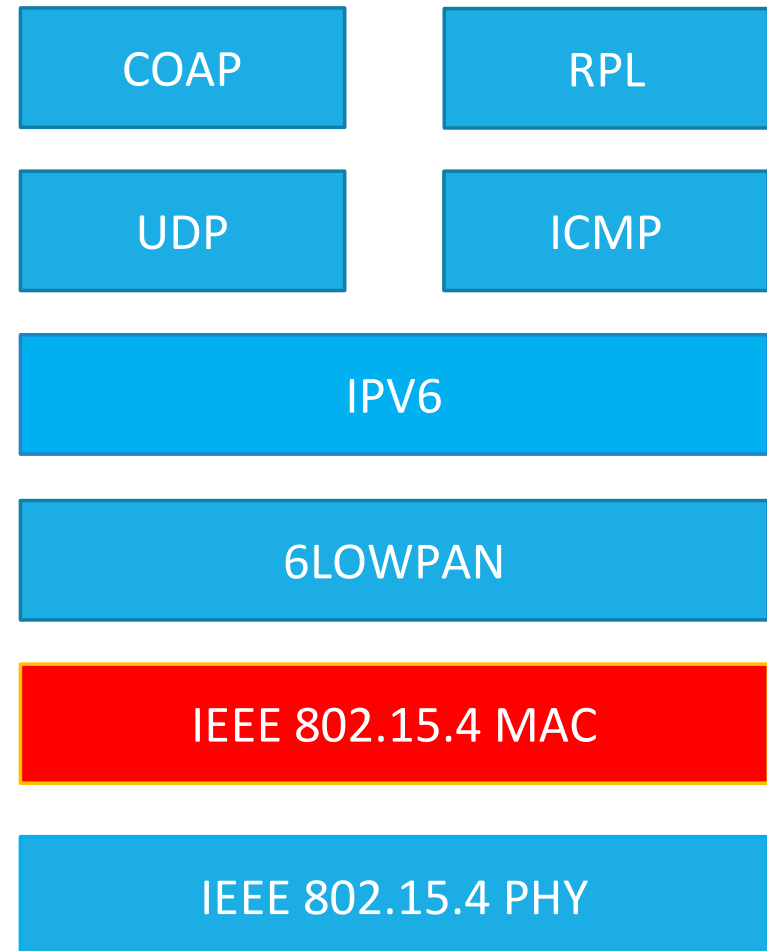 COAP
RPL
UDP
ICMP
IPV6
6LOWPAN
IEEE 802.15.4 MAC
IEEE 802.15.4 PHY